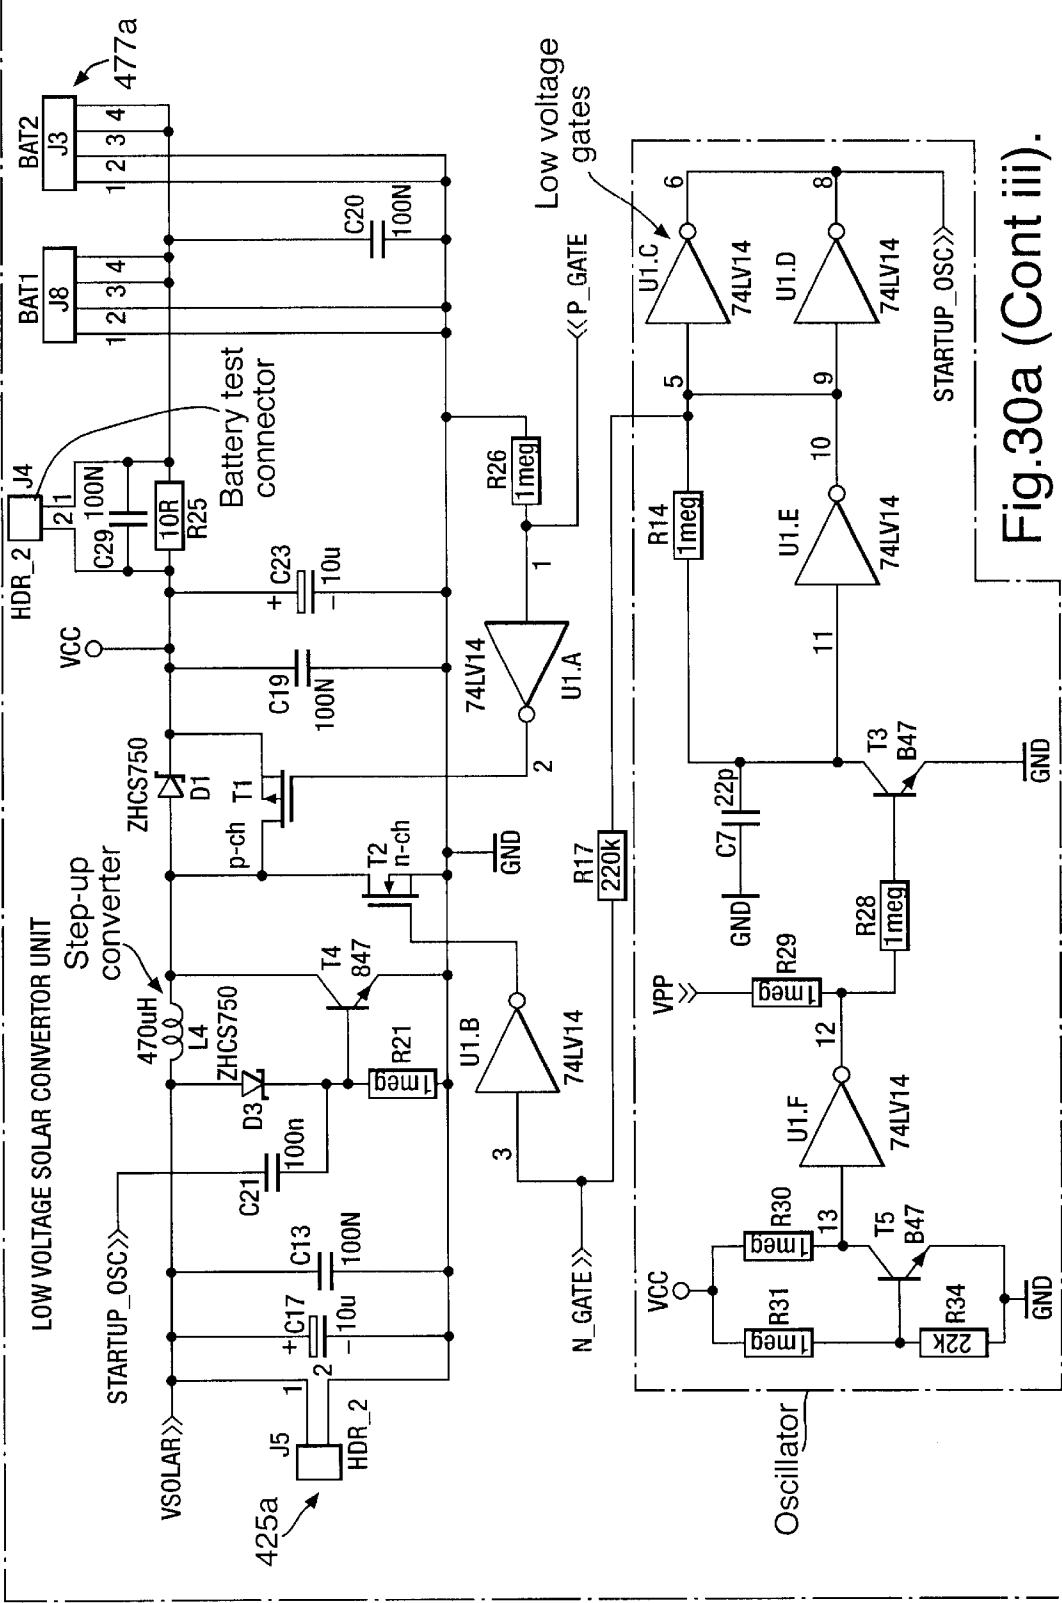 LOW VOLTAGE SOLAR CONVERTOR UNIT
HDR_2
J4
2 1
100N
C29
10R
R25
Battery test
connector
BAT1
J8
1 2 3 4
BAT2
J3
1 2 3 4
477a
VCC
Step-up
converter
STARTUP_OSC
VSOLAR
470uH
L4
ZHCS750
D1
ZHCS750
D3
C21
100n
p-ch
T1
T2
n-ch
T4
847
R21
1meg
C19
100N
+ C23
– 10u
C20
100N
J5
1
2
HDR_2
425a
+ C17
– 10u
C13
100N
GND
U1.B
74LV14
3
74LV14
U1.A
1
2
R26
1meg
P_GATE
N_GATE
R17
220k
Low voltage
gates
Oscillator
VCC
R31
1meg
R30
1meg
R34
22k
T5
B47
GND
13
U1.F
74LV14
12
VPP
R29
1meg
R28
1meg
GND
C7
22p
T3
B47
GND
R14
1meg
11
U1.E
74LV14
10
5
U1.C
74LV14
6
9
U1.D
74LV14
8
STARTUP_OSC
Fig.30a (Cont iii).